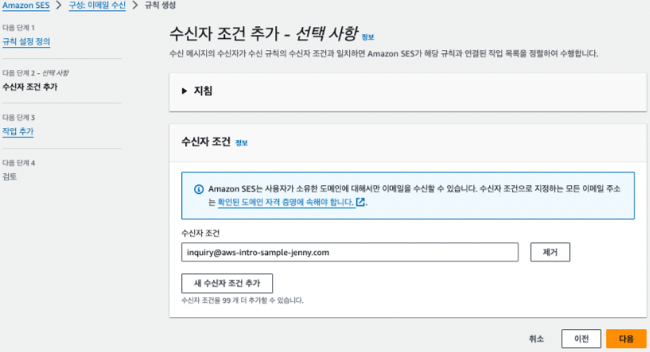 Amazon SES > 구성: 이메일 수신 > 규칙 생성
다음 단계 1
규칙 설정 정의
다음 단계 2 - 선택 사항
수신자 조건 추가
다음 단계 3
작업 추가
다음 단계 4
검토
수신자 조건 추가 - 선택 사항 정보
수신 메시지의 수신자가 수신 규칙의 수신자 조건과 일치하면 Amazon SES가 해당 규칙과 연결된 작업 목록을 정렬하여 수행합니다.
▶ 지침
수신자 조건 정보
Amazon SES는 사용자가 소유한 도메인에 대해서만 이메일을 수신할 수 있습니다. 수신자 조건으로 지정하는 모든 이메일 주소
는 확인된 도메인 자격 증명에 속해야 합니다.
수신자 조건
inquiry@aws-intro-sample-jenny.com
제거
새 수신자 조건 추가
수신자 조건을 99 개 더 추가할 수 있습니다.
취소
이전
다음